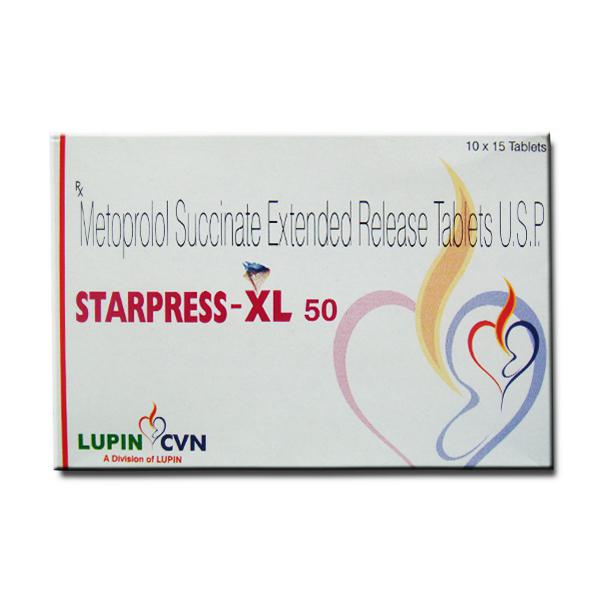 10 x 15 Tablets
Rx
Metoprolol Succinate Extended Release Tablets U.S.P.
STARPRESS-XL 50
LUPIN CVN
A Division of LUPIN